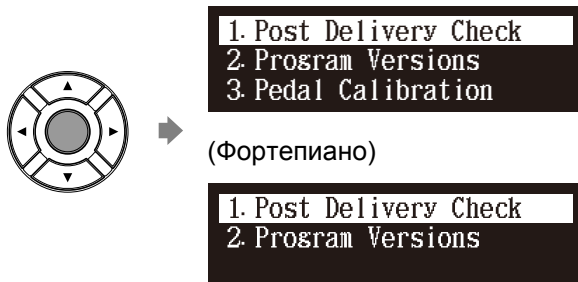 1. Post Delivery Check
2. Program Versions
3. Pedal Calibration
(Фортепиано)
1. Post Delivery Check
2. Program Versions